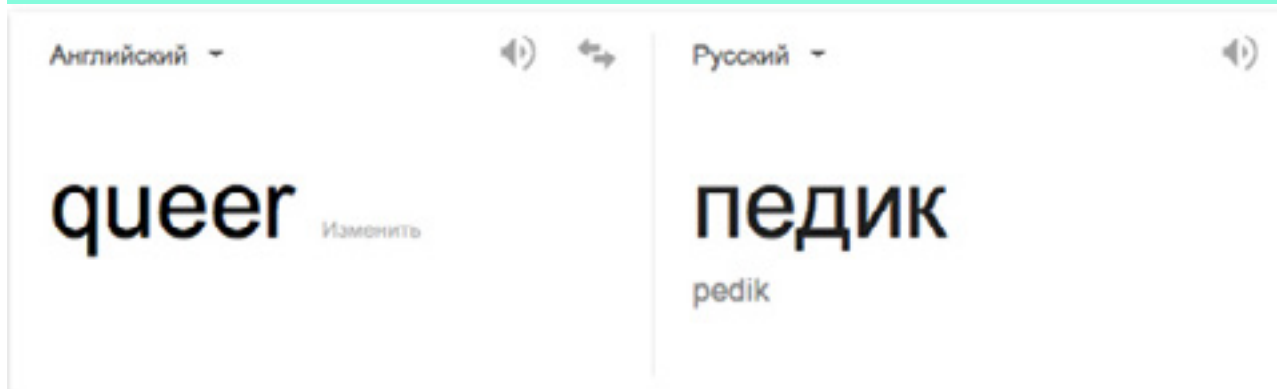 Английский
Русский
queer Изменить
педик
pedik